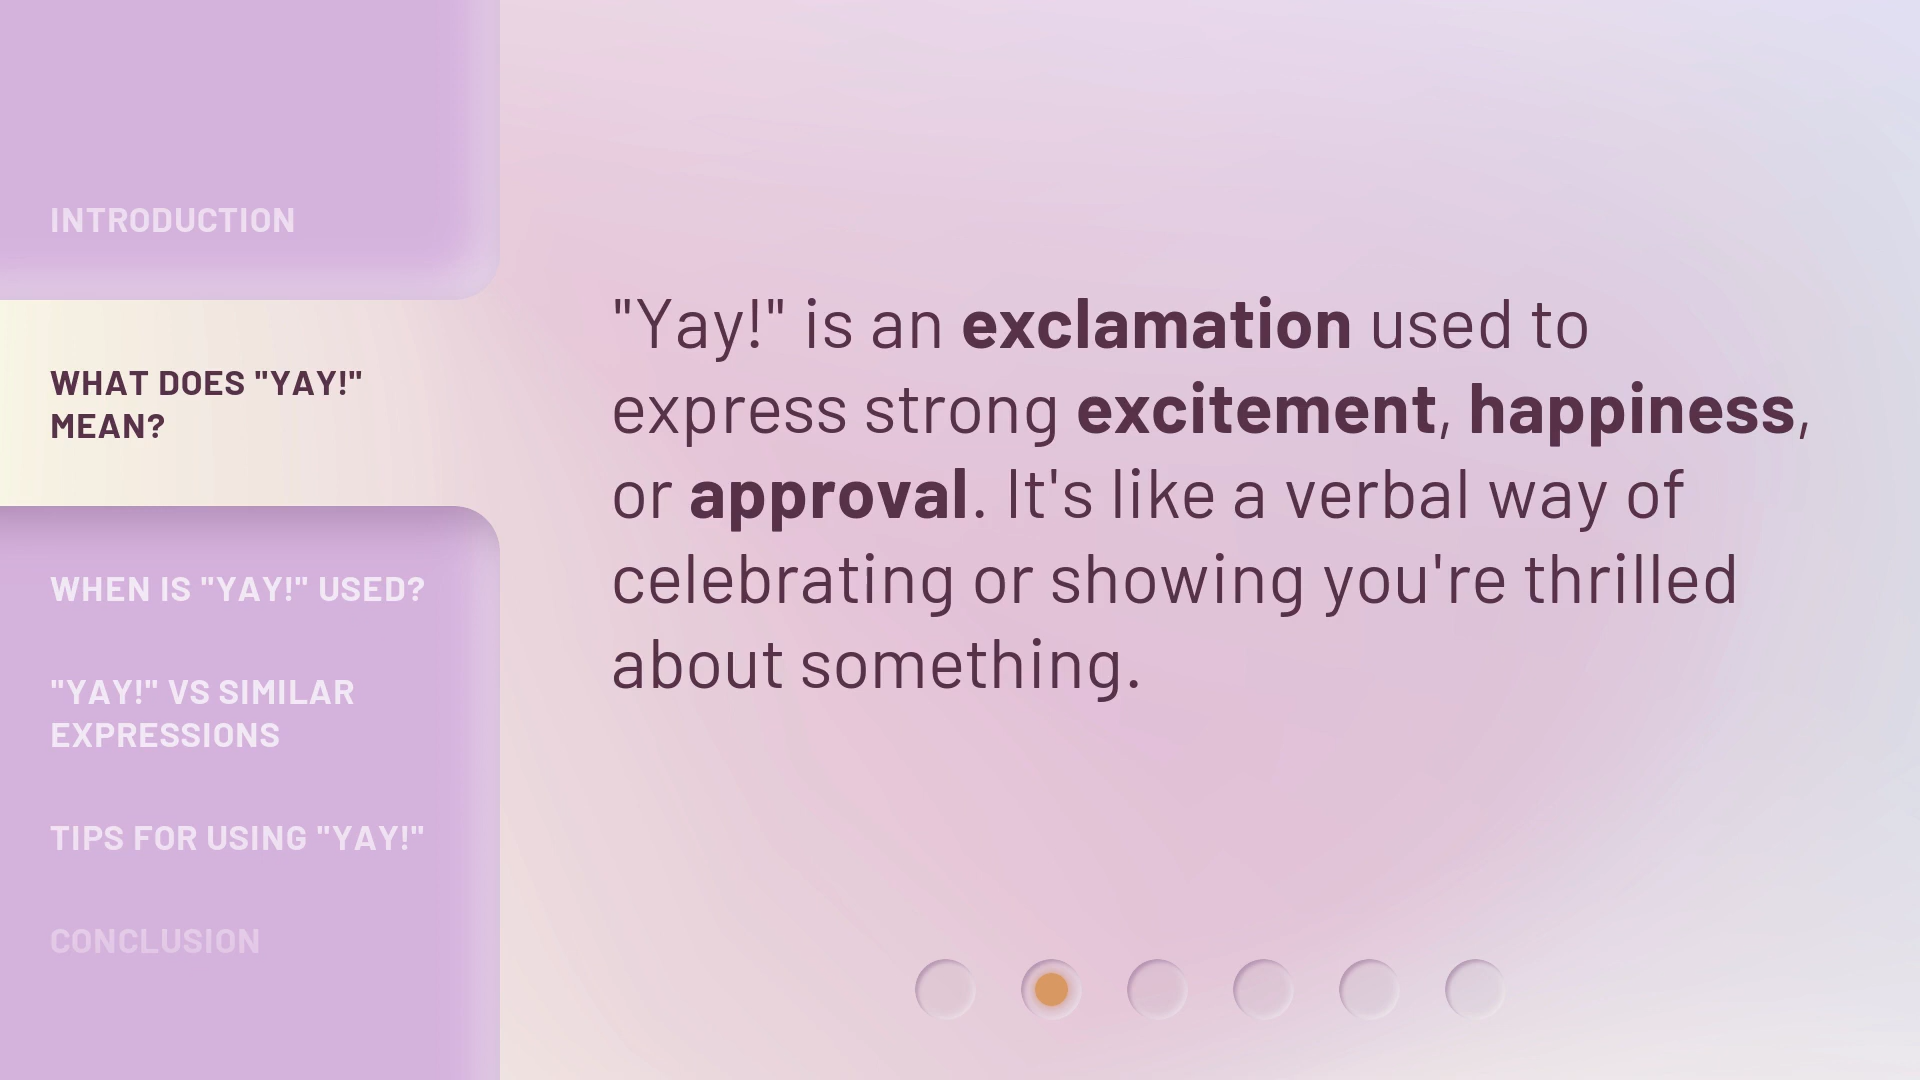 INTRODUCTION
WHAT DOES "YAY!"
MEAN?
WHEN IS "YAY!" USED?
"YAY!" VS SIMILAR
EXPRESSIONS
TIPS FOR USING "YAY!"
CONCLUSION
"Yay!" is an exclamation used to
express strong excitement, happiness,
or approval. It's like a verbal way of
celebrating or showing you're thrilled
about something.